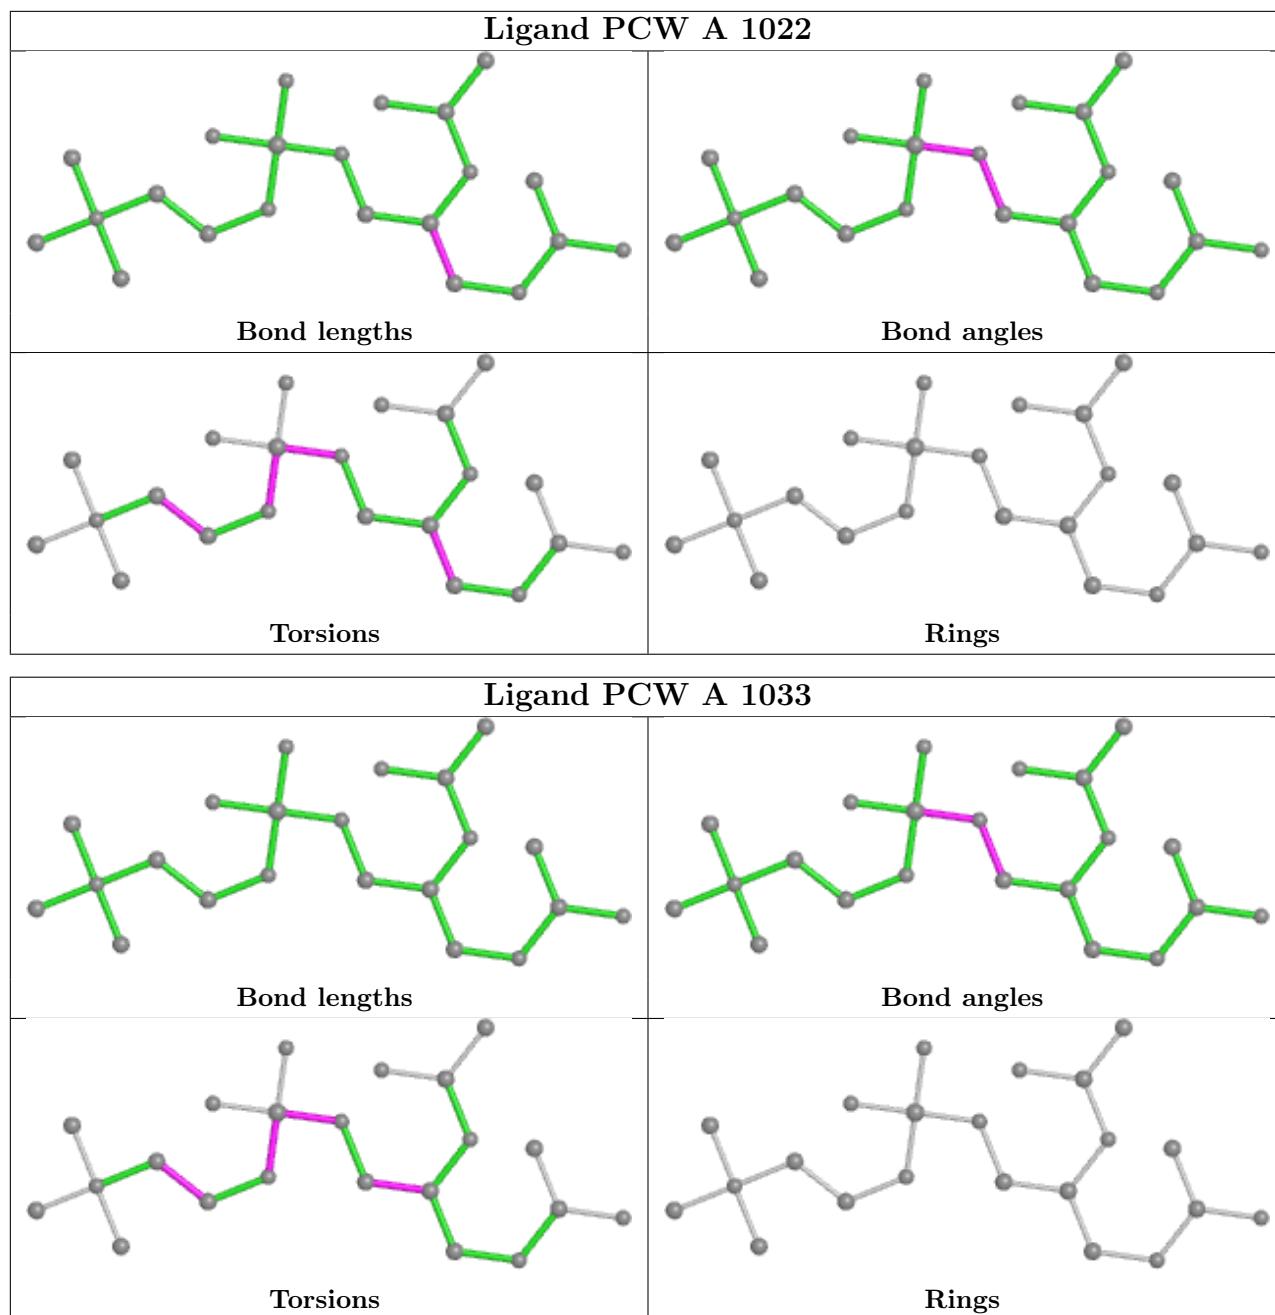 Ligand PCW A 1022
Bond lengths
Bond angles
Torsions
Rings
Ligand PCW A 1033
Bond lengths
Bond angles
Torsions
Rings